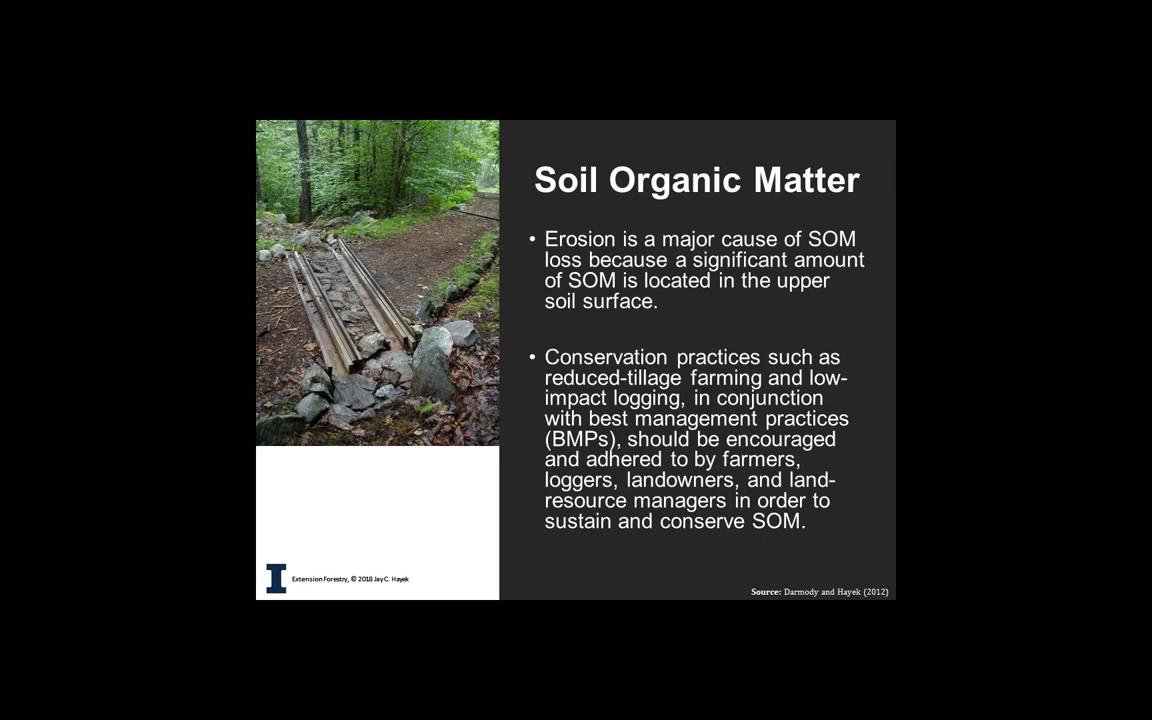 Soil Organic Matter
• Erosion is a major cause of SOM
loss because a significant amount
of SOM is located in the upper
soil surface.
• Conservation practices such as
reduced-tillage farming and low-
impact logging, in conjunction
with best management practices
(BMPs), should be encouraged
and adhered to by farmers,
loggers, landowners, and land-
resource managers in order to
sustain and conserve SOM.
I
Extension Forestry, © 2018 Jay C. Hayek
Source: Darmody and Hayek (2012)